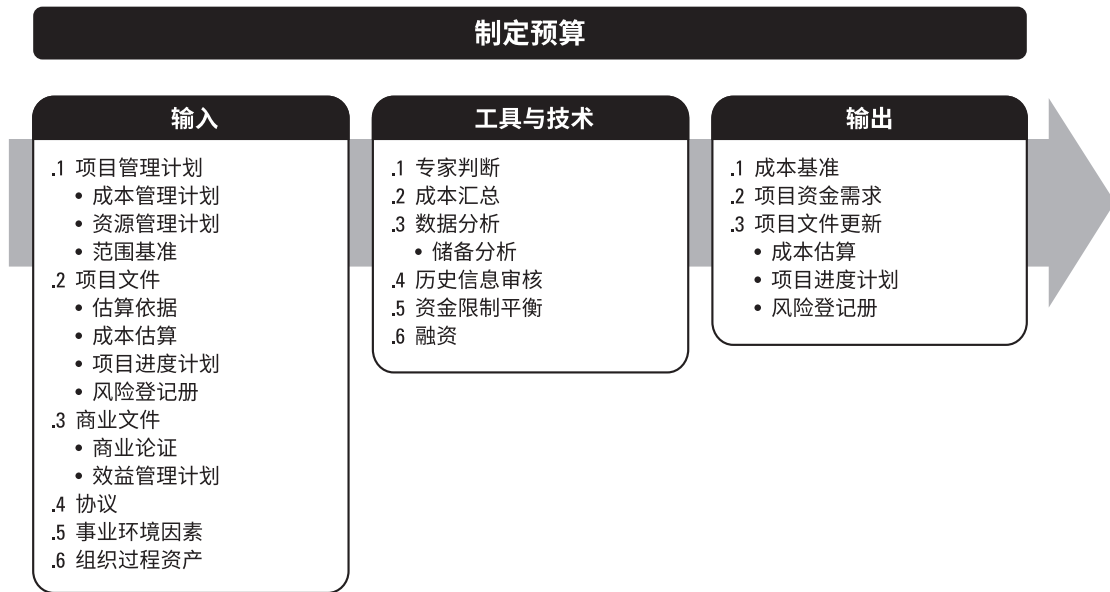 制定预算
输入
.1 项目管理计划
• 成本管理计划
• 资源管理计划
• 范围基准
.2 项目文件
• 估算依据
• 成本估算
• 项目进度计划
• 风险登记册
.3 商业文件
• 商业论证
• 效益管理计划
.4 协议
.5 事业环境因素
.6 组织过程资产
工具与技术
.1 专家判断
.2 成本汇总
.3 数据分析
• 储备分析
.4 历史信息审核
.5 资金限制平衡
.6 融资
输出
.1 成本基准
.2 项目资金需求
.3 项目文件更新
• 成本估算
• 项目进度计划
• 风险登记册